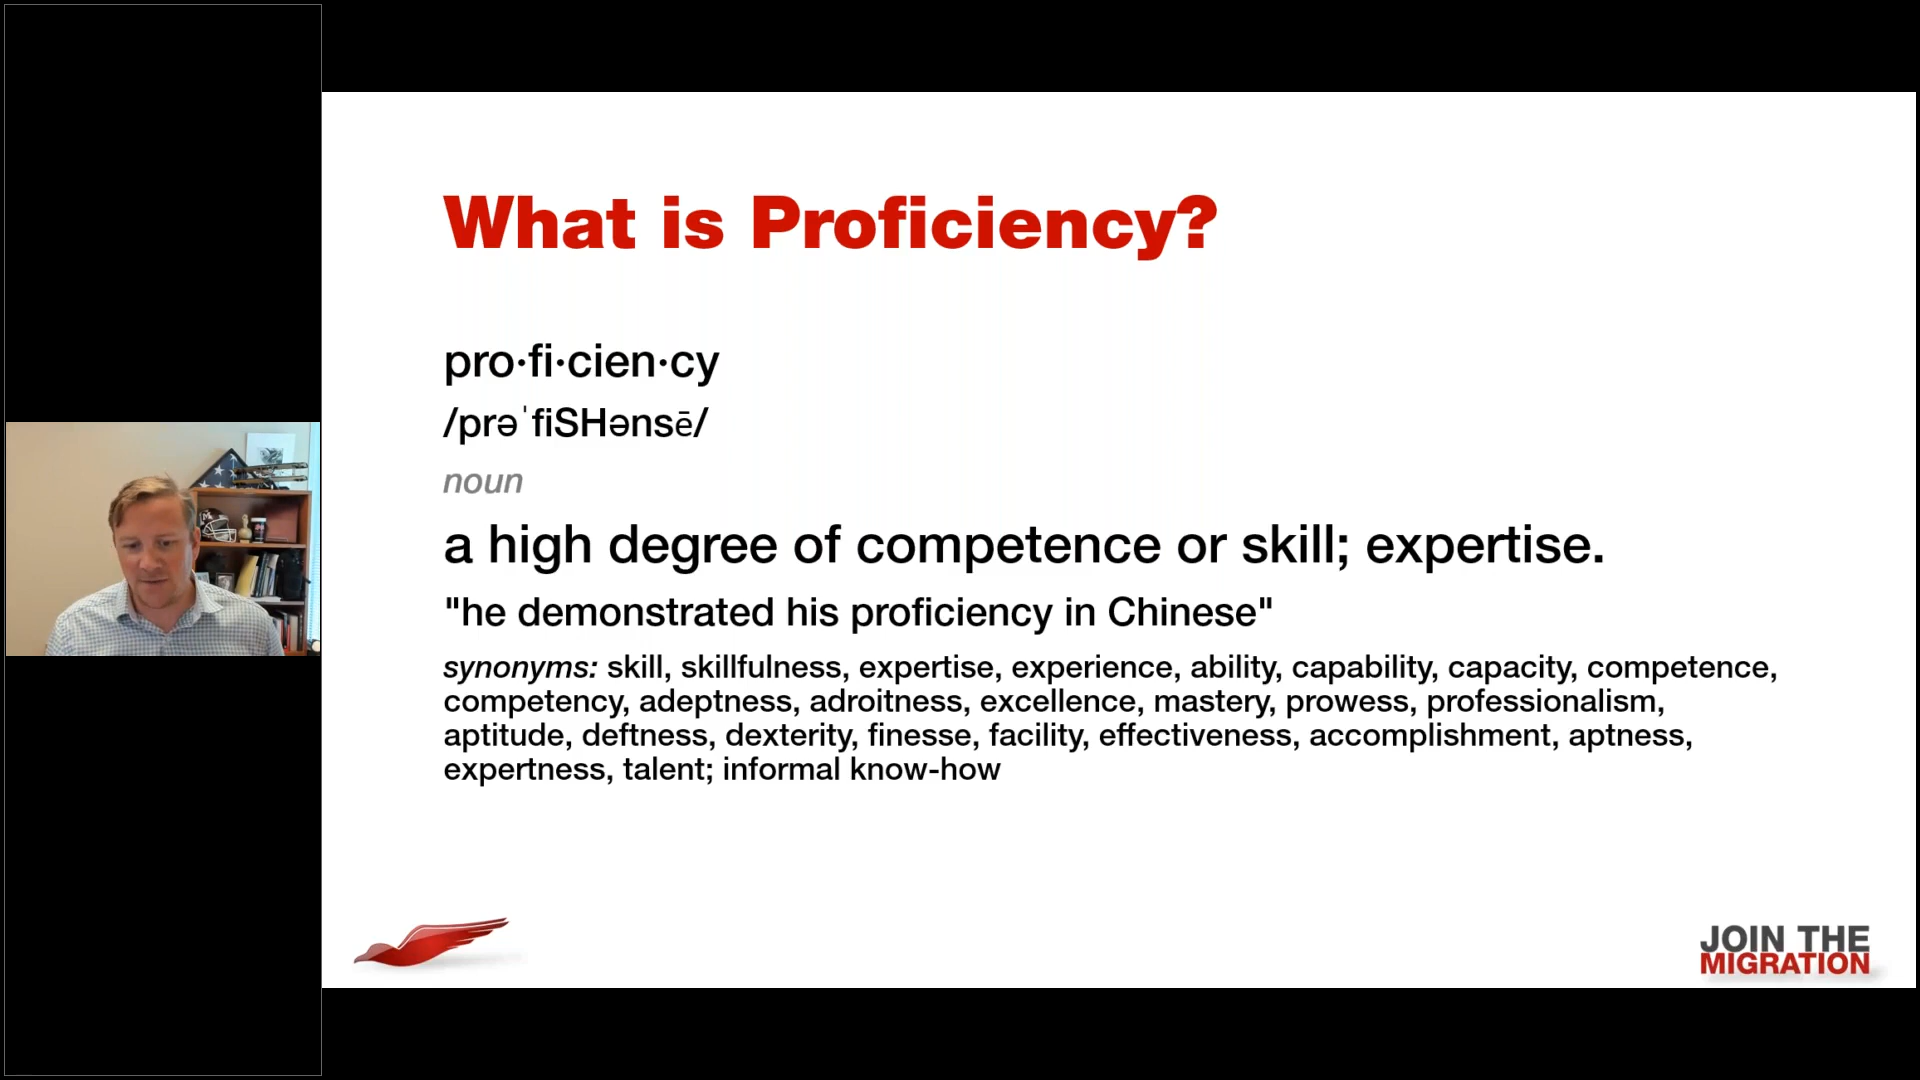 What is Proficiency?
pro·fi·cien·cy
/prəˈfiSHənsē/
noun
a high degree of competence or skill; expertise.
"he demonstrated his proficiency in Chinese"
synonyms: skill, skillfulness, expertise, experience, ability, capability, capacity, competence,
competency, adeptness, adroitness, excellence, mastery, prowess, professionalism,
aptitude, deftness, dexterity, finesse, facility, effectiveness, accomplishment, aptness,
expertness, talent; informal know-how
JOIN THE
MIGRATION